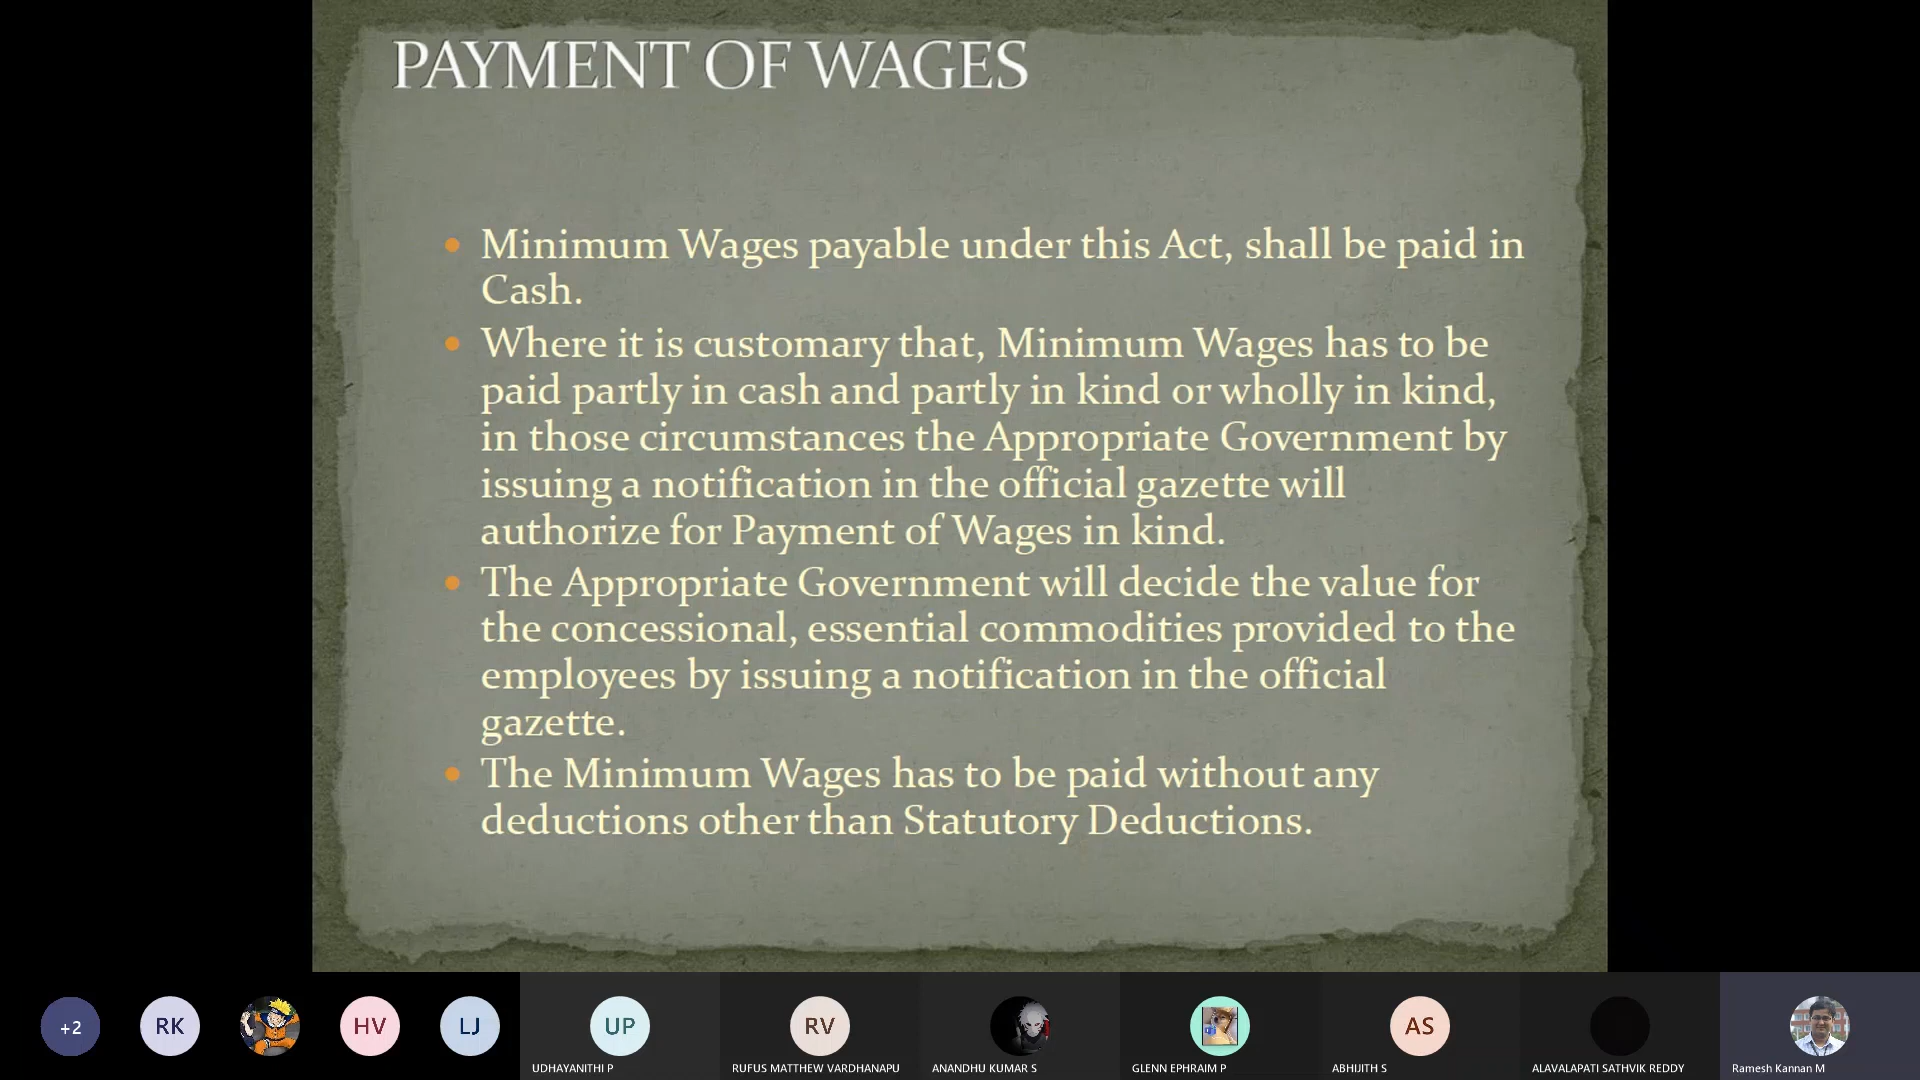 PAYMENT OF WAGES
Minimum Wages payable under this Act, shall be paid in
Cash.
Where it is customary that, Minimum Wages has to be
paid partly in cash and partly in kind or wholly in kind,
in those circumstances the Appropriate Government by
issuing a notification in the official gazette will
authorize for Payment of Wages in kind.
The Appropriate Government will decide the value for
the concessional, essential commodities provided to the
employees by issuing a notification in the official
gazette.
The Minimum Wages has to be paid without any
deductions other than Statutory Deductions.
+2
RK
HV
LJ
UP
RV
AS
UDHAYANITHI P
RUFUS MATTHEW VARDHANAPU
ANANDHU KUMAR S
GLENN EPHRAIM P
ABHIJITH S
ALAVALAPATI SATHVIK REDDY
Ramesh Kannan M